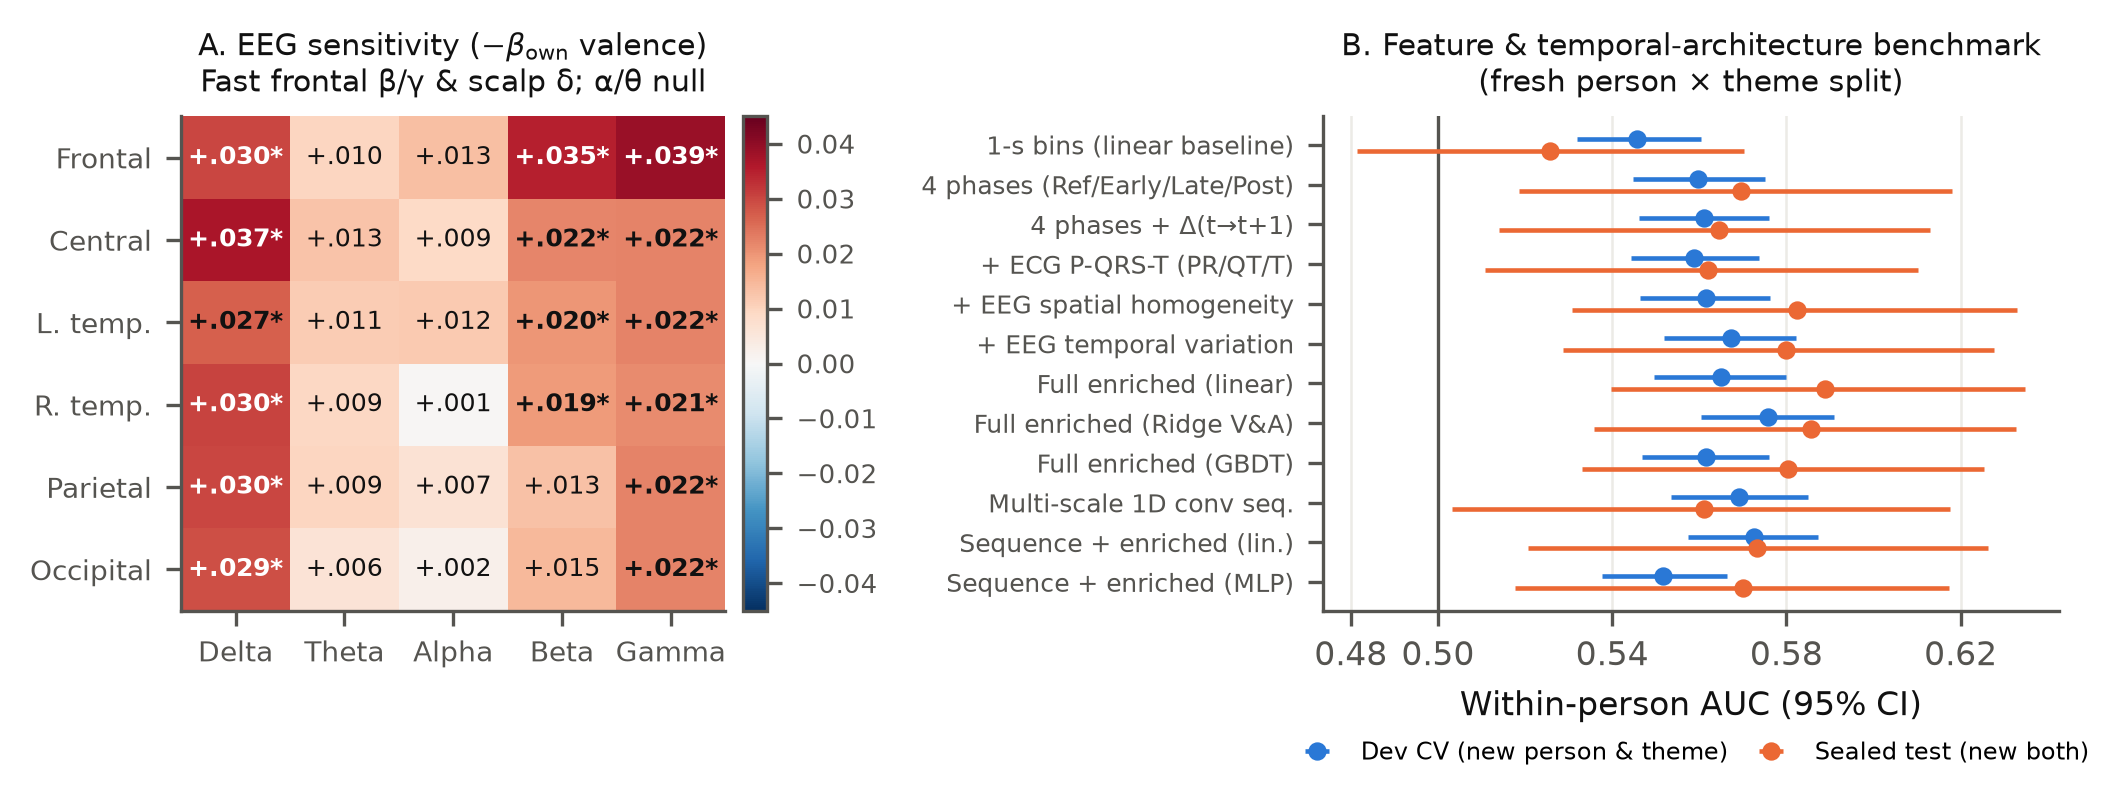 A. EEG sensitivity (−βown valence)
Fast frontal β/γ & scalp δ; α/θ null
Frontal +.030* +.010 +.013 +.035* +.039*
Central +.037* +.013 +.009 +.022* +.022*
L. temp. +.027* +.011 +.012 +.020* +.022*
R. temp. +.030* +.009 +.001 +.019* +.021*
Parietal +.030* +.009 +.007 +.013 +.022*
Occipital +.029* +.006 +.002 +.015 +.022*
Delta Theta Alpha Beta Gamma
0.04
0.03
0.02
0.01
0.00
−0.01
−0.02
−0.03
−0.04
B. Feature & temporal-architecture benchmark
(fresh person × theme split)
1-s bins (linear baseline)
4 phases (Ref/Early/Late/Post)
4 phases + Δ(t→t+1)
+ ECG P-QRS-T (PR/QT/T)
+ EEG spatial homogeneity
+ EEG temporal variation
Full enriched (linear)
Full enriched (Ridge V&A)
Full enriched (GBDT)
Multi-scale 1D conv seq.
Sequence + enriched (lin.)
Sequence + enriched (MLP)
0.48 0.50 0.54 0.58 0.62
Within-person AUC (95% CI)
Dev CV (new person & theme) Sealed test (new both)